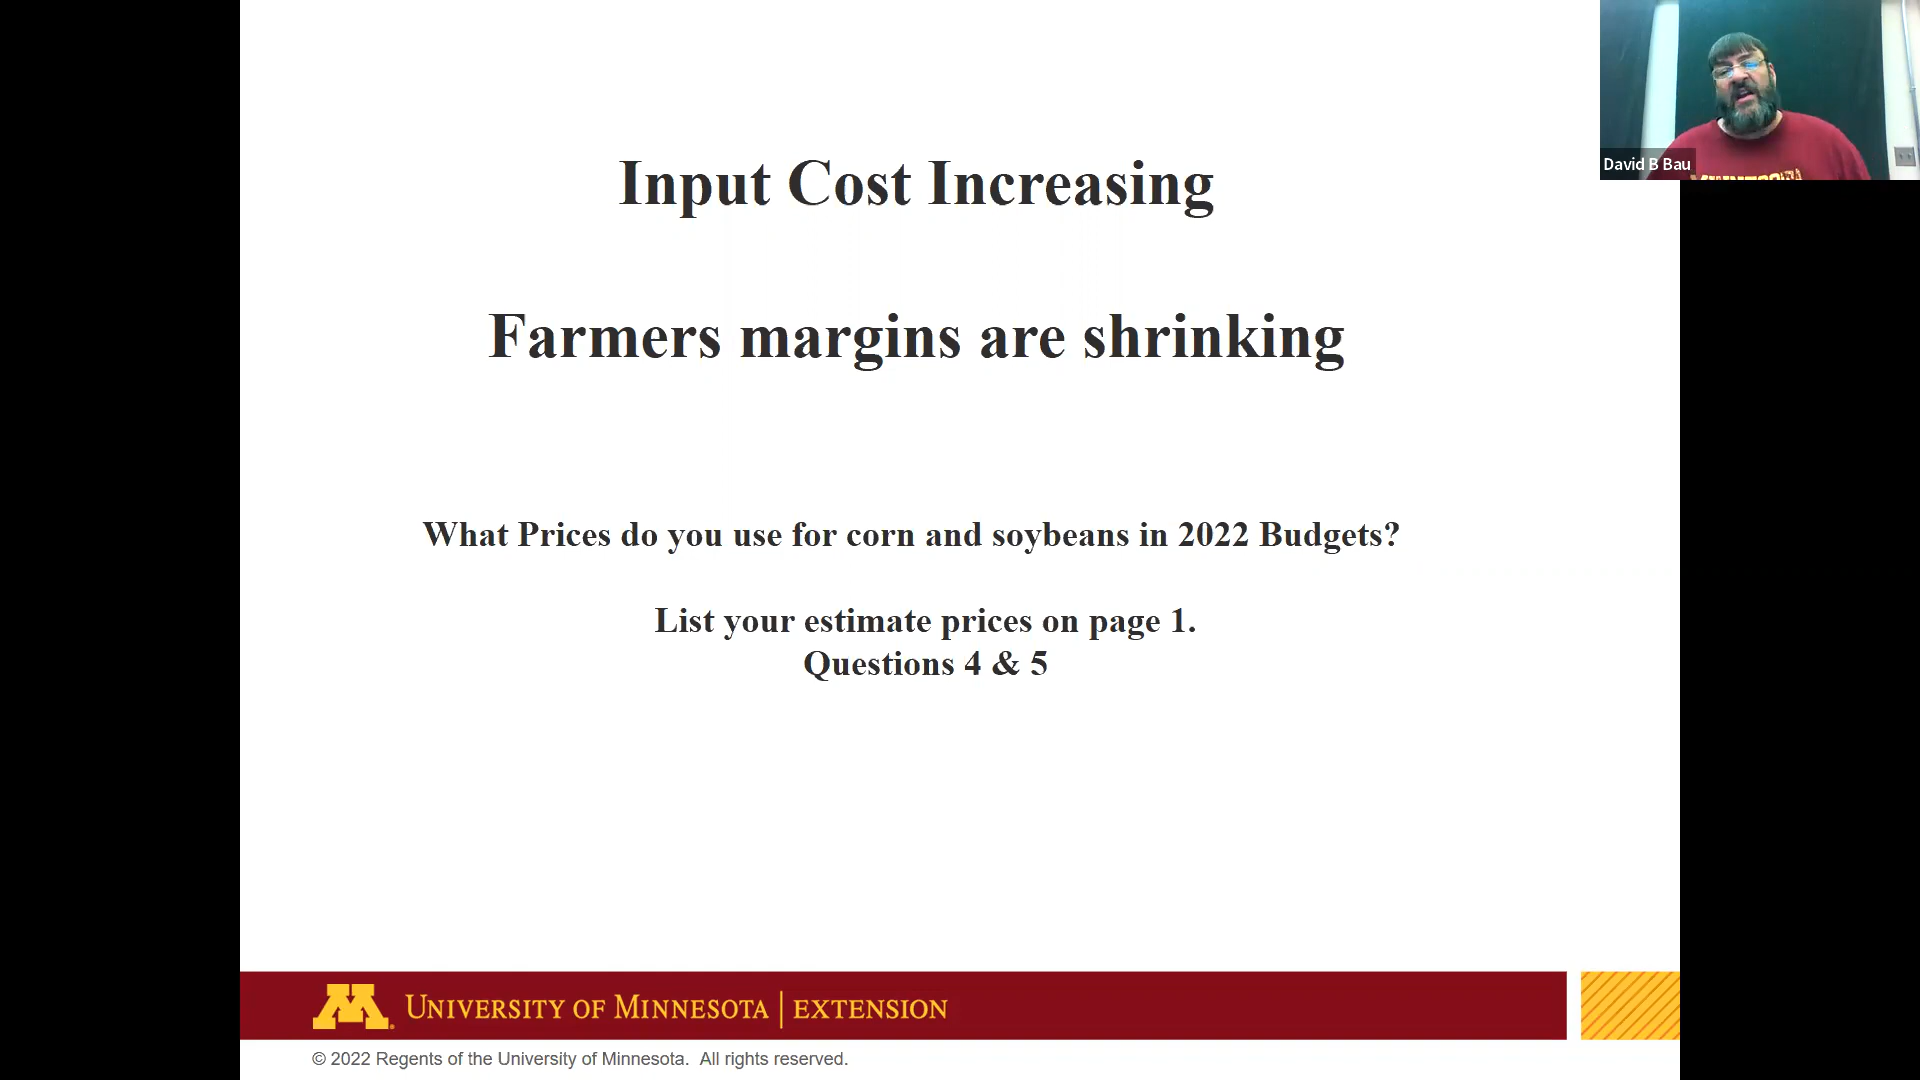 Input Cost Increasing
Farmers margins are shrinking
What Prices do you use for corn and soybeans in 2022 Budgets?
List your estimate prices on page 1.
Questions 4 & 5
David B Bau
M
UNIVERSITY OF MINNESOTA | EXTENSION
© 2022 Regents of the University of Minnesota. All rights reserved.